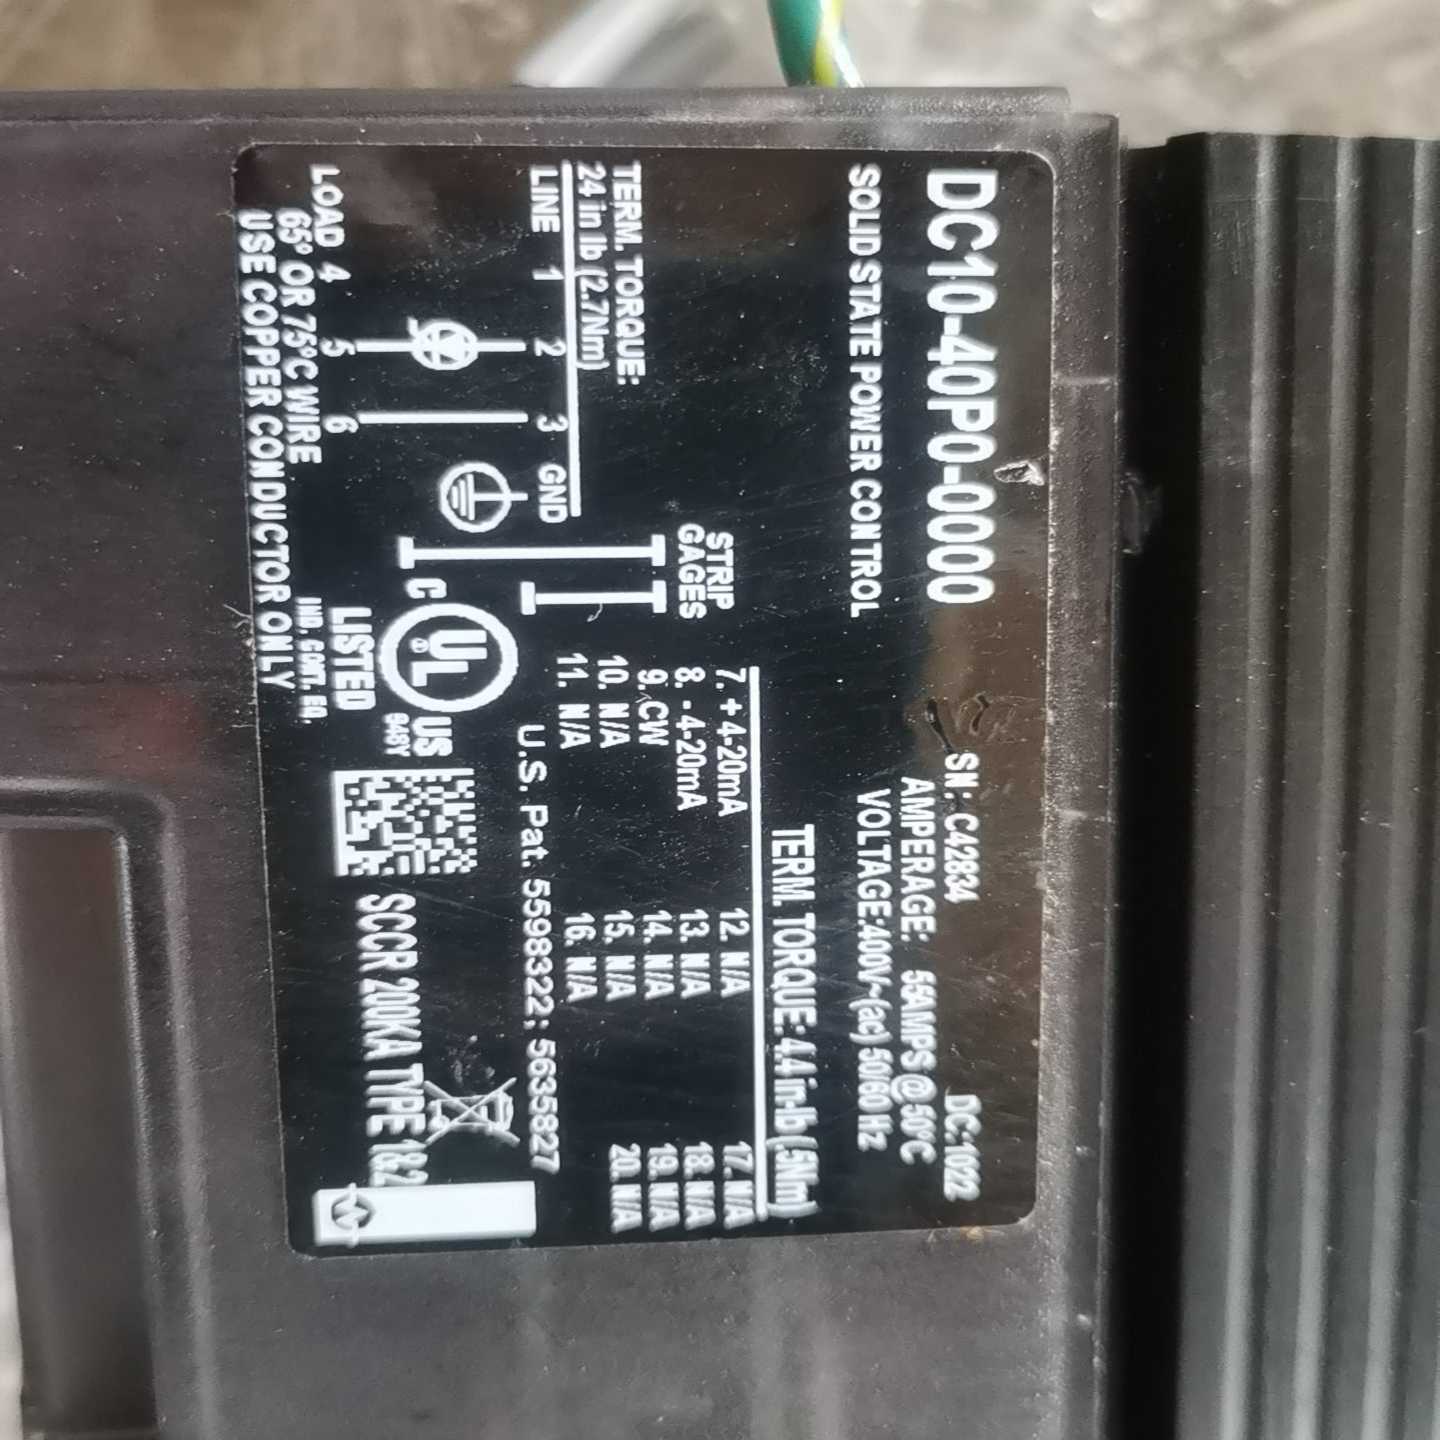 DC10-40P0-0000
SN: C42834
DC:1022
SOLID STATE POWER CONTROL
AMPERAGE: 55AMPS @ 50°C
VOLTAGE:400V~(ac) 50/60 Hz
TERM. TORQUE: 4.4 in-lb (.5Nm)
TERM. TORQUE:
24 in lb (2.7Nm)
LINE 1 2 3 GND
LOAD 4 5 6
65° OR 75°C WIRE
USE COPPER CONDUCTOR ONLY
STRIP
GAGES
7. + 4-20mA
8. - 4-20mA
9. CW
10. N/A
11. N/A
12. N/A
13. N/A
14. N/A
15. N/A
16. N/A
17. N/A
18. N/A
19. N/A
20. N/A
U.S. Pat. 5598322; 5635827
C UL US
LISTED 948Y
IND. CONT. EQ.
SCCR 200KA TYPE 1&2
W